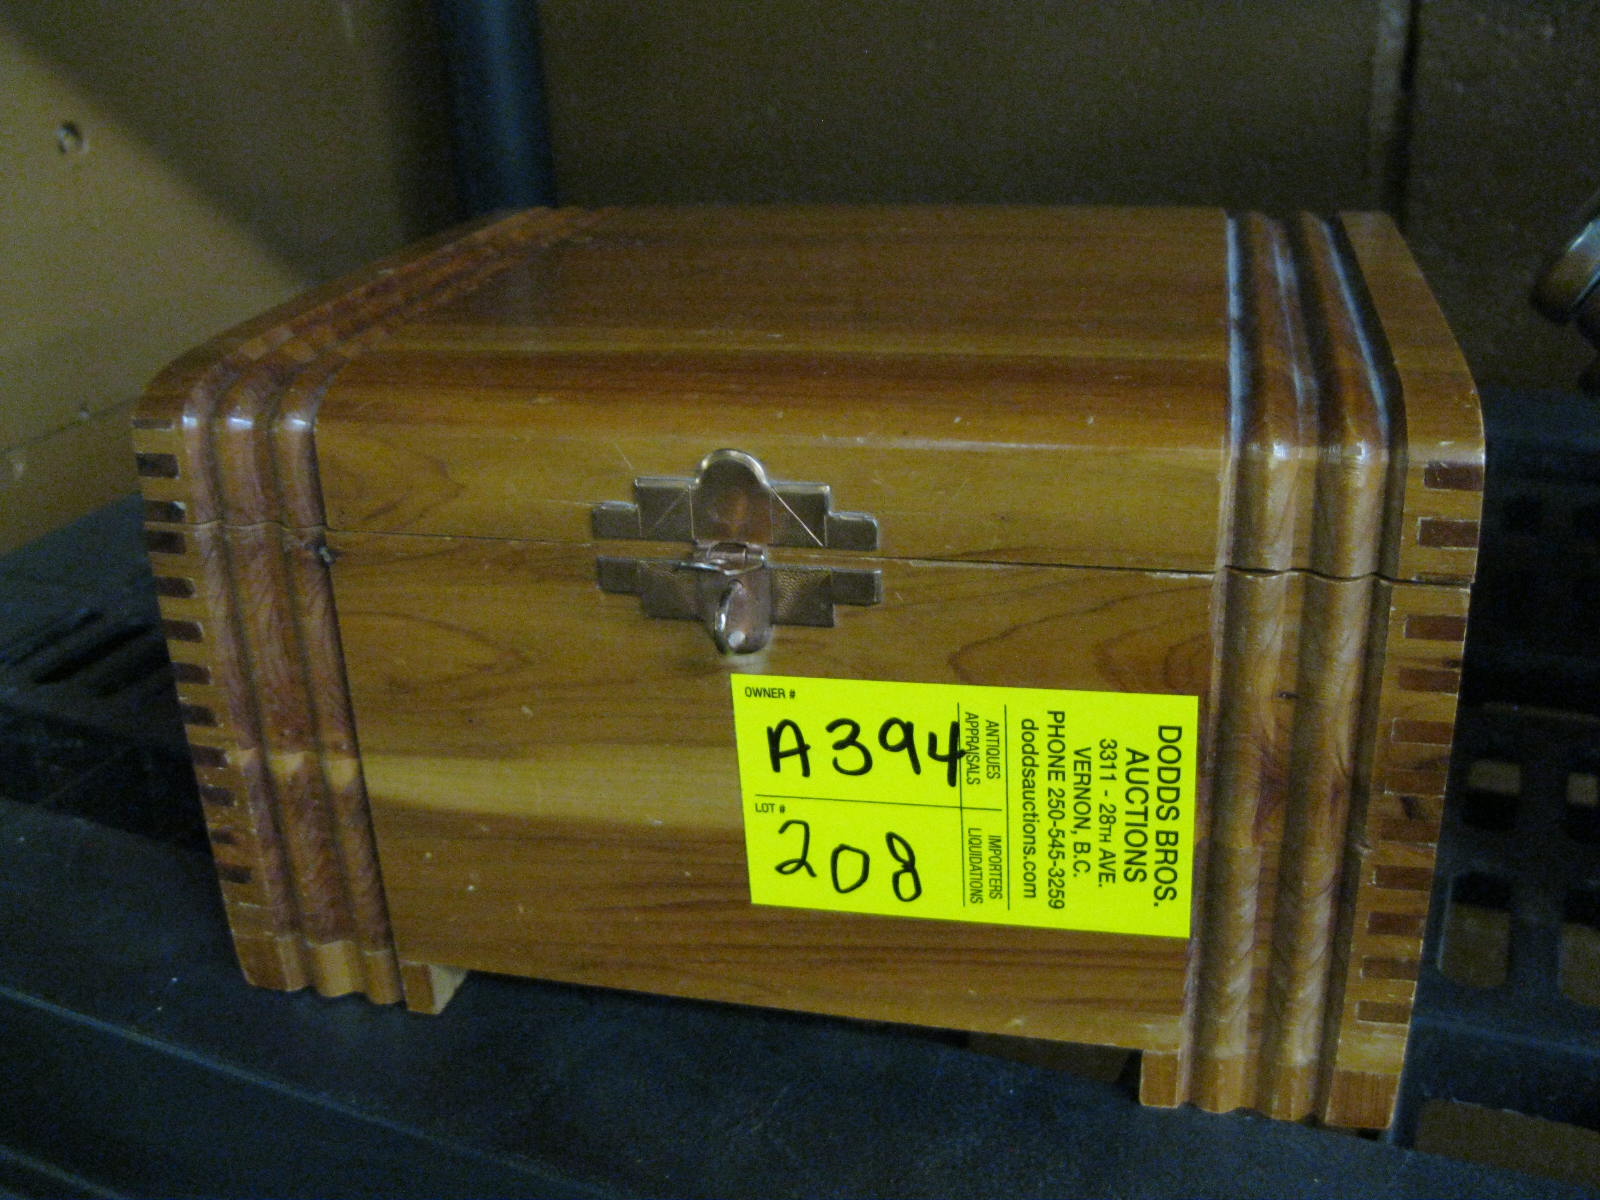 OWNER #
A394
LOT #
208
ANTIQUES
APPRAISALS
IMPORTERS
LIQUIDATIONS
DODDS BROS.
AUCTIONS
3311 - 28TH AVE.
VERNON, B.C.
PHONE 250-545-3259
doddsauctions.com